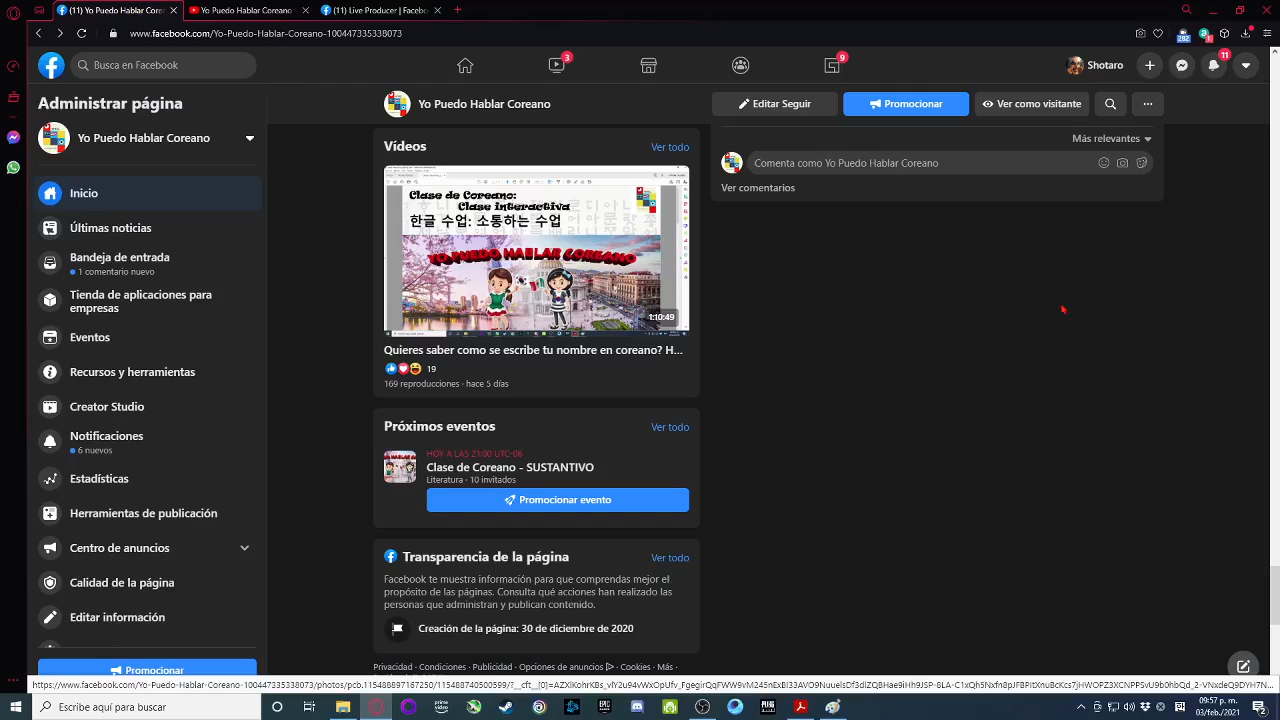 (11) Yo Puedo Hablar Coreano
Yo Puedo Hablar Coreano
(11) Live Producer | Faceb
www.facebook.com/Yo-Puedo-Hablar-Coreano-100447335338073
Busca en Facebook
3
9
Shotaro
11
Administrar página
Yo Puedo Hablar Coreano
Inicio
Últimas noticias
Bandeja de entrada
1 comentario nuevo
Tienda de aplicaciones para
empresas
Eventos
Recursos y herramientas
Creator Studio
Notificaciones
6 nuevos
Estadísticas
Herramientas de publicación
Centro de anuncios
Calidad de la página
Editar información
Promocionar
Yo Puedo Hablar Coreano
Editar Seguir
Promocionar
Ver como visitante
Videos
Ver todo
Clase de Coreano:
Clase interactiva
한글 수업: 소통하는 수업
YO PUEDO HABLAR COREANO
1:10:49
Quieres saber como se escribe tu nombre en coreano? H...
19
169 reproducciones · hace 5 días
Próximos eventos
Ver todo
HOY A LAS 21:00 UTC-06
Clase de Coreano - SUSTANTIVO
Literatura · 10 invitados
Promocionar evento
Transparencia de la página
Ver todo
Facebook te muestra información para que comprendas mejor el
propósito de las páginas. Consulta qué acciones han realizado las
personas que administran y publican contenido.
Creación de la página: 30 de diciembre de 2020
Privacidad · Condiciones · Publicidad · Opciones de anuncios · Cookies · Más ·
Más relevantes
Comenta como Yo Puedo Hablar Coreano
Ver comentarios
Escribe aquí para buscar
09:57 p. m.
08/feb./2021